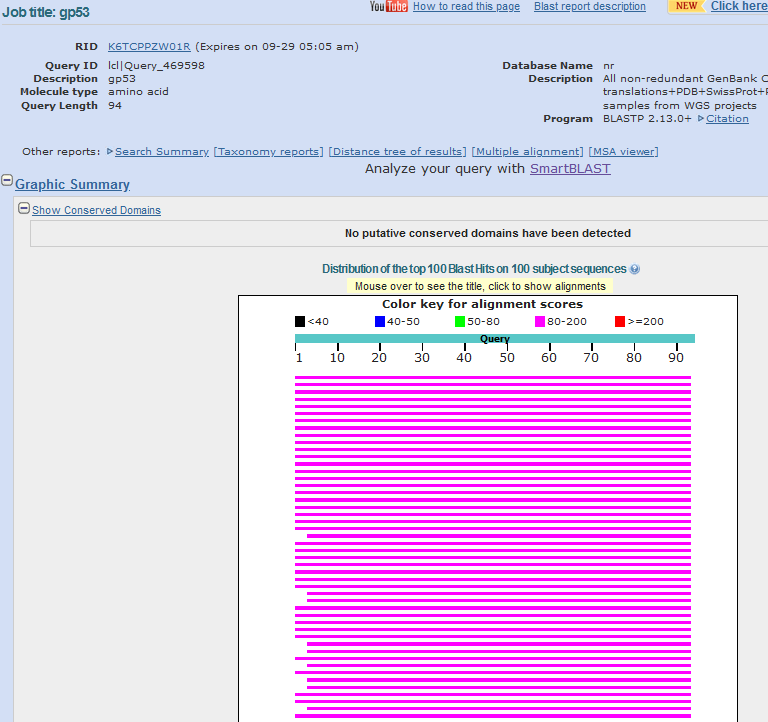 Job title: gp53
YouTube How to read this page Blast report description NEW Click here
RID K6TCPPZW01R (Expires on 09-29 05:05 am)
Query ID lcl|Query_469598
Description gp53
Molecule type amino acid
Query Length 94
Database Name nr
Description All non-redundant GenBank C
translations+PDB+SwissProt+P
samples from WGS projects
Program BLASTP 2.13.0+ Citation
Other reports: Search Summary [Taxonomy reports] [Distance tree of results] [Multiple alignment] [MSA viewer]
Analyze your query with SmartBLAST
Graphic Summary
Show Conserved Domains
No putative conserved domains have been detected
Distribution of the top 100 Blast Hits on 100 subject sequences
Mouse over to see the title, click to show alignments
Color key for alignment scores
<40 40-50 50-80 80-200 >=200
Query
1 10 20 30 40 50 60 70 80 90